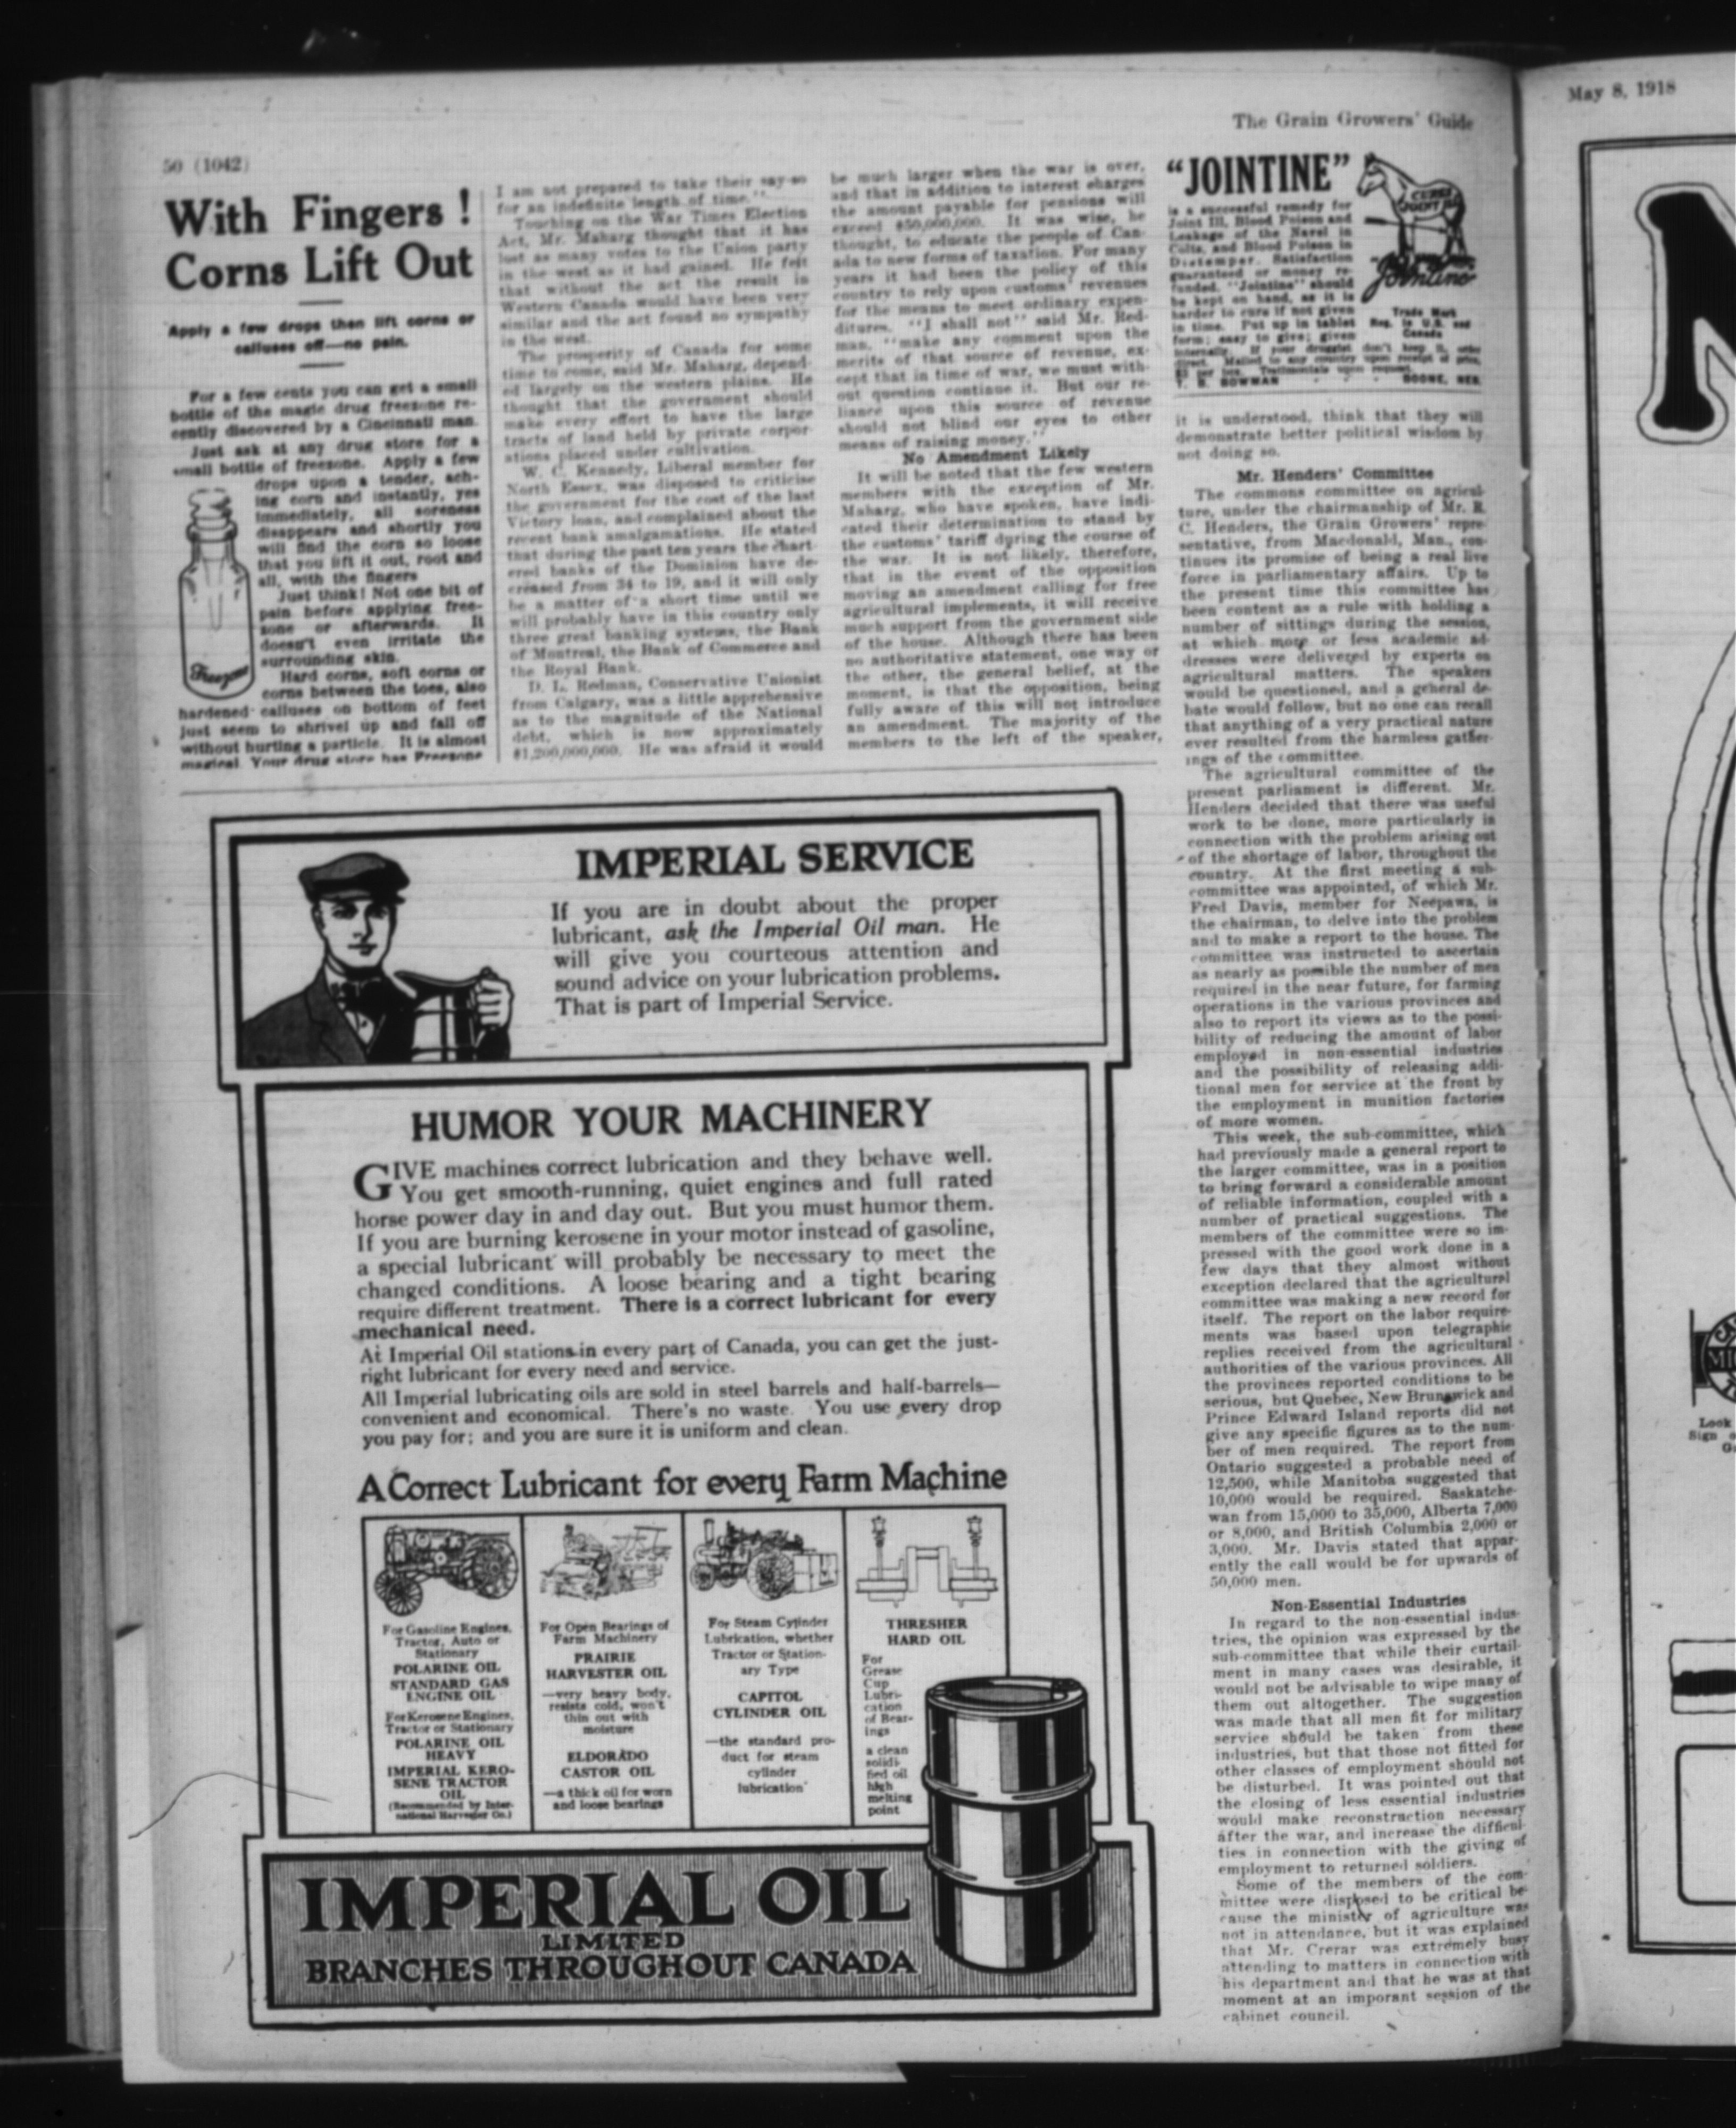 50 (1042)
The Grain Growers' Guide
With Fingers !
Corns Lift Out
Apply a few drops then lift corns or
calluses off—no pain.
For a few cents you can get a small
bottle of the magic drug freezone re-
cently discovered by a Cincinnati man.
Just ask at any drug store for a
small bottle of freezone. Apply a few
drops upon a tender, ach-
ing corn and instantly, yes
immediately, all soreness
disappears and shortly you
will find the corn so loose
that you lift it out, root and
all, with the fingers
Just think! Not one bit of
pain before applying free-
zone or afterwards. It
doesn't even irritate the
surrounding skin.
Freezone
Hard corns, soft corns or
corns between the toes, also
hardened calluses on bottom of feet
just seem to shrivel up and fall off
without hurting a particle. It is almost
magical. Your drug store has Freezone
I am not prepared to take their say-so
for an indefinite length of time.''
Touching on the War Times Election
Act, Mr. Maharg thought that it has
lost as many votes to the Union party
in the west as it had gained. He felt
that without the act the result in
Western Canada would have been very
similar and the act found no sympathy
in the west.
The prosperity of Canada for some
time to come, said Mr. Maharg, depend-
ed largely on the western plains. He
thought that the government should
make every effort to have the large
tracts of land held by private corpor-
ations placed under cultivation.
W. C. Kennedy, Liberal member for
North Essex, was disposed to criticise
the government for the cost of the last
Victory loan, and complained about the
recent bank amalgamations. He stated
that during the past ten years the chart-
ered banks of the Dominion have de-
creased from 34 to 19, and it will only
be a matter of a short time until we
will probably have in this country only
three great banking systems, the Bank
of Montreal, the Bank of Commerce and
the Royal Bank.
D. L. Redman, Conservative Unionist
from Calgary, was a little apprehensive
as to the magnitude of the National
debt, which is now approximately
$1,200,000,000. He was afraid it would
be much larger when the war is over,
and that in addition to interest charges
the amount payable for pensions will
exceed $50,000,000. It was wise, he
thought, to educate the people of Can-
ada to new forms of taxation. For many
years it had been the policy of this
country to rely upon customs' revenues
for the means to meet ordinary expen-
ditures. ''I shall not'' said Mr. Red-
man, ''make any comment upon the
merits of that source of revenue, ex-
cept that in time of war, we must with-
out question continue it. But our re-
liance upon this source of revenue
should not blind our eyes to other
means of raising money.''
No Amendment Likely
It will be noted that the few western
members with the exception of Mr.
Maharg, who have spoken, have indi-
cated their determination to stand by
the customs' tariff during the course of
the war. It is not likely, therefore,
that in the event of the opposition
moving an amendment calling for free
agricultural implements, it will receive
much support from the government side
of the house. Although there has been
no authoritative statement, one way or
the other, the general belief, at the
moment, is that the opposition, being
fully aware of this will not introduce
an amendment. The majority of the
members to the left of the speaker,
"JOINTINE"
CURES
JOINT ILL
Jointine
is a successful remedy for
Joint Ill, Blood Poison and
Leakage of the Navel in
Colts, and Blood Poison in
Distemper. Satisfaction
guaranteed or money re-
funded. "Jointine" should
be kept on hand, as it is
harder to cure if not given
in time. Put up in tablet
form; easy to give; given
internally. If your druggist don't keep it, order
direct. Mailed to any country upon receipt of price,
$3 per box. Testimonials upon request.
Trade Mark
Reg. in U.S. and
Canada
T. B. BOWMAN - - BOONE, NEB.
it is understood, think that they will
demonstrate better political wisdom by
not doing so.
Mr. Henders' Committee
The commons committee on agricul-
ture, under the chairmanship of Mr. R.
C. Henders, the Grain Growers' repre-
sentative, from Macdonald, Man., con-
tinues its promise of being a real live
force in parliamentary affairs. Up to
the present time this committee has
been content as a rule with holding a
number of sittings during the session,
at which more or less academic ad-
dresses were delivered by experts on
agricultural matters. The speakers
would be questioned, and a general de-
bate would follow, but no one can recall
that anything of a very practical nature
ever resulted from the harmless gather-
ings of the committee.
The agricultural committee of the
present parliament is different. Mr.
Henders decided that there was useful
work to be done, more particularly in
connection with the problem arising out
of the shortage of labor, throughout the
country. At the first meeting a sub-
committee was appointed, of which Mr.
Fred Davis, member for Neepawa, is
the chairman, to delve into the problem
and to make a report to the house. The
committee was instructed to ascertain
as nearly as possible the number of men
required in the near future, for farming
operations in the various provinces and
also to report its views as to the possi-
bility of reducing the amount of labor
employed in non-essential industries
and the possibility of releasing addi-
tional men for service at the front by
the employment in munition factories
of more women.
This week, the sub-committee, which
had previously made a general report to
the larger committee, was in a position
to bring forward a considerable amount
of reliable information, coupled with a
number of practical suggestions. The
members of the committee were so im-
pressed with the good work done in a
few days that they almost without
exception declared that the agricultural
committee was making a new record for
itself. The report on the labor require-
ments was based upon telegraphic
replies received from the agricultural
authorities of the various provinces. All
the provinces reported conditions to be
serious, but Quebec, New Brunswick and
Prince Edward Island reports did not
give any specific figures as to the num-
ber of men required. The report from
Ontario suggested a probable need of
12,500, while Manitoba suggested that
10,000 would be required. Saskatche-
wan from 15,000 to 35,000, Alberta 7,000
or 8,000, and British Columbia 2,000 or
3,000. Mr. Davis stated that appar-
ently the call would be for upwards of
50,000 men.
Non-Essential Industries
In regard to the non-essential indus-
tries, the opinion was expressed by the
sub-committee that while their curtail-
ment in many cases was desirable, it
would not be advisable to wipe many of
them out altogether. The suggestion
was made that all men fit for military
service should be taken from these
industries, but that those not fitted for
other classes of employment should not
be disturbed. It was pointed out that
the closing of less essential industries
would make reconstruction necessary
after the war, and increase the difficul-
ties in connection with the giving of
employment to returned soldiers.
Some of the members of the com-
mittee were disposed to be critical be-
cause the minister of agriculture was
not in attendance, but it was explained
that Mr. Crerar was extremely busy
attending to matters in connection with
his department and that he was at that
moment at an imporant session of the
cabinet council.
IMPERIAL SERVICE
If you are in doubt about the proper
lubricant, ask the Imperial Oil man. He
will give you courteous attention and
sound advice on your lubrication problems.
That is part of Imperial Service.
HUMOR YOUR MACHINERY
GIVE machines correct lubrication and they behave well.
You get smooth-running, quiet engines and full rated
horse power day in and day out. But you must humor them.
If you are burning kerosene in your motor instead of gasoline,
a special lubricant will probably be necessary to meet the
changed conditions. A loose bearing and a tight bearing
require different treatment. There is a correct lubricant for every
mechanical need.
At Imperial Oil stations in every part of Canada, you can get the just-
right lubricant for every need and service.
All Imperial lubricating oils are sold in steel barrels and half-barrels—
convenient and economical. There's no waste. You use every drop
you pay for; and you are sure it is uniform and clean.
A Correct Lubricant for every Farm Machine
For Gasoline Engines,
Tractor, Auto or
Stationary
POLARINE OIL
STANDARD GAS
ENGINE OIL
For Kerosene Engines,
Tractor or Stationary
POLARINE OIL
HEAVY
IMPERIAL KERO-
SENE TRACTOR
OIL
(Recommended by Inter-
national Harvester Co.)
For Open Bearings of
Farm Machinery
PRAIRIE
HARVESTER OIL
—very heavy body,
resists cold, won't
thin out with
moisture
ELDORADO
CASTOR OIL
—a thick oil for worn
and loose bearings
For Steam Cylinder
Lubrication, whether
Tractor or Station-
ary Type
CAPITOL
CYLINDER OIL
—the standard pro-
duct for steam
cylinder
lubrication
THRESHER
HARD OIL
For
Grease
Cup
Lubri-
cation
of Bear-
ings
a clean
solidi-
fied oil
high
melting
point
IMPERIAL OIL
LIMITED
BRANCHES THROUGHOUT CANADA
May 8, 1918
Look
Sign o